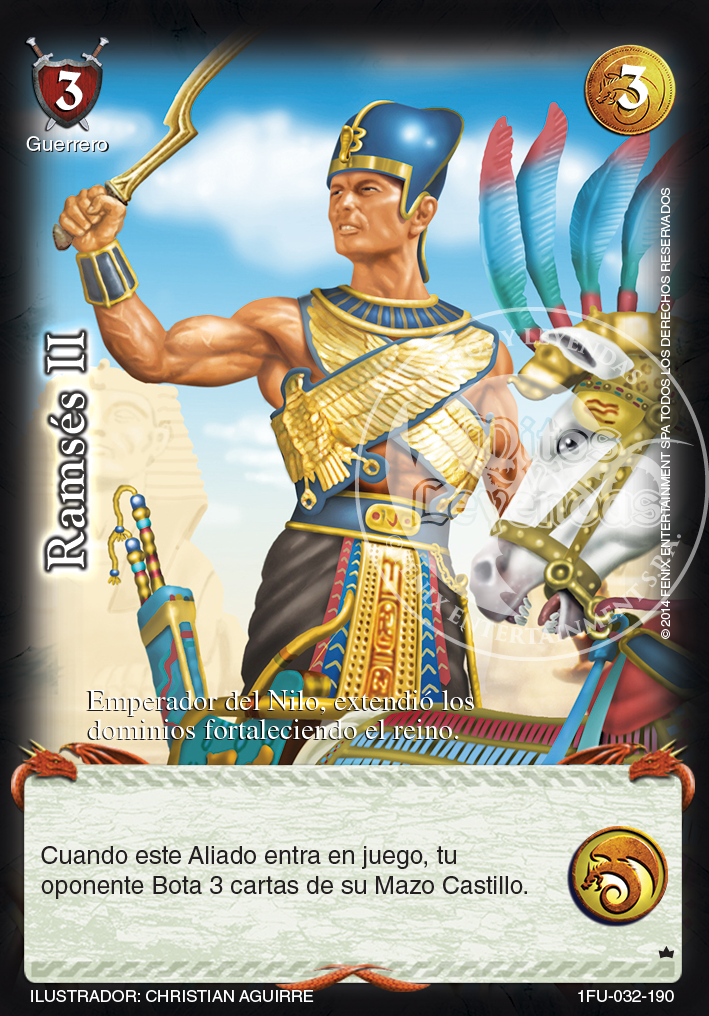 3
Guerrero
3
Ramsés II
© 2014 FENIX ENTERTAINMENT SPA TODOS LOS DERECHOS RESERVADOS
Emperador del Nilo, extendió los
dominios fortaleciendo el reino.
Cuando este Aliado entra en juego, tu
oponente Bota 3 cartas de su Mazo Castillo.
ILUSTRADOR: CHRISTIAN AGUIRRE
1FU-032-190